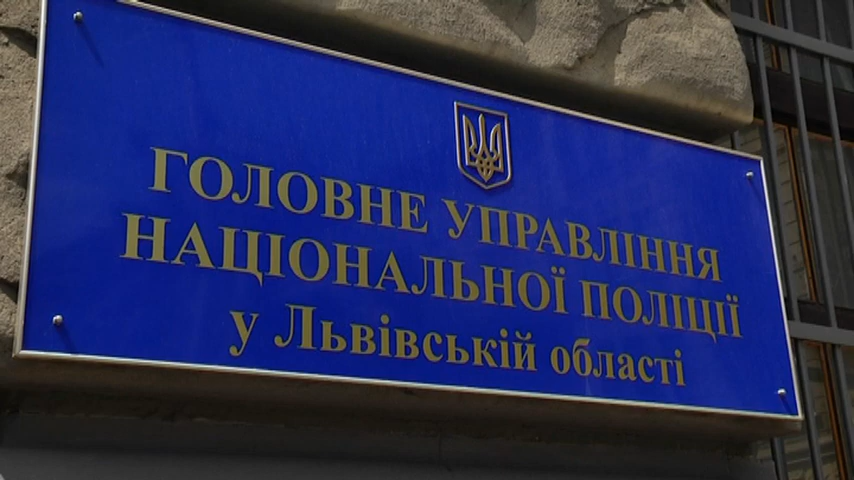 ГОЛОВНЕ УПРАВЛІННЯ
НАЦІОНАЛЬНОЇ ПОЛІЦІЇ
у Львівській області